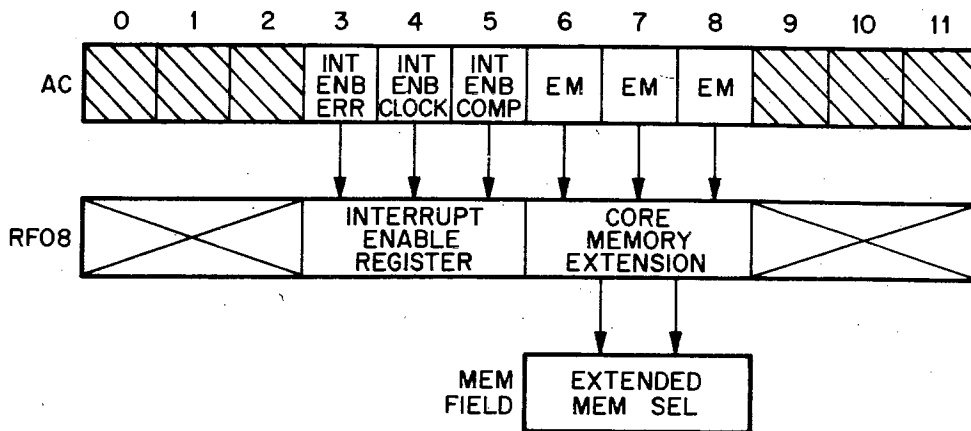 0 1 2 3 4 5 6 7 8 9 10 11
AC
INT ENB ERR
INT ENB CLOCK
INT ENB COMP
EM EM EM
RF08
INTERRUPT
ENABLE
REGISTER
CORE
MEMORY
EXTENSION
MEM
FIELD
EXTENDED
MEM SEL